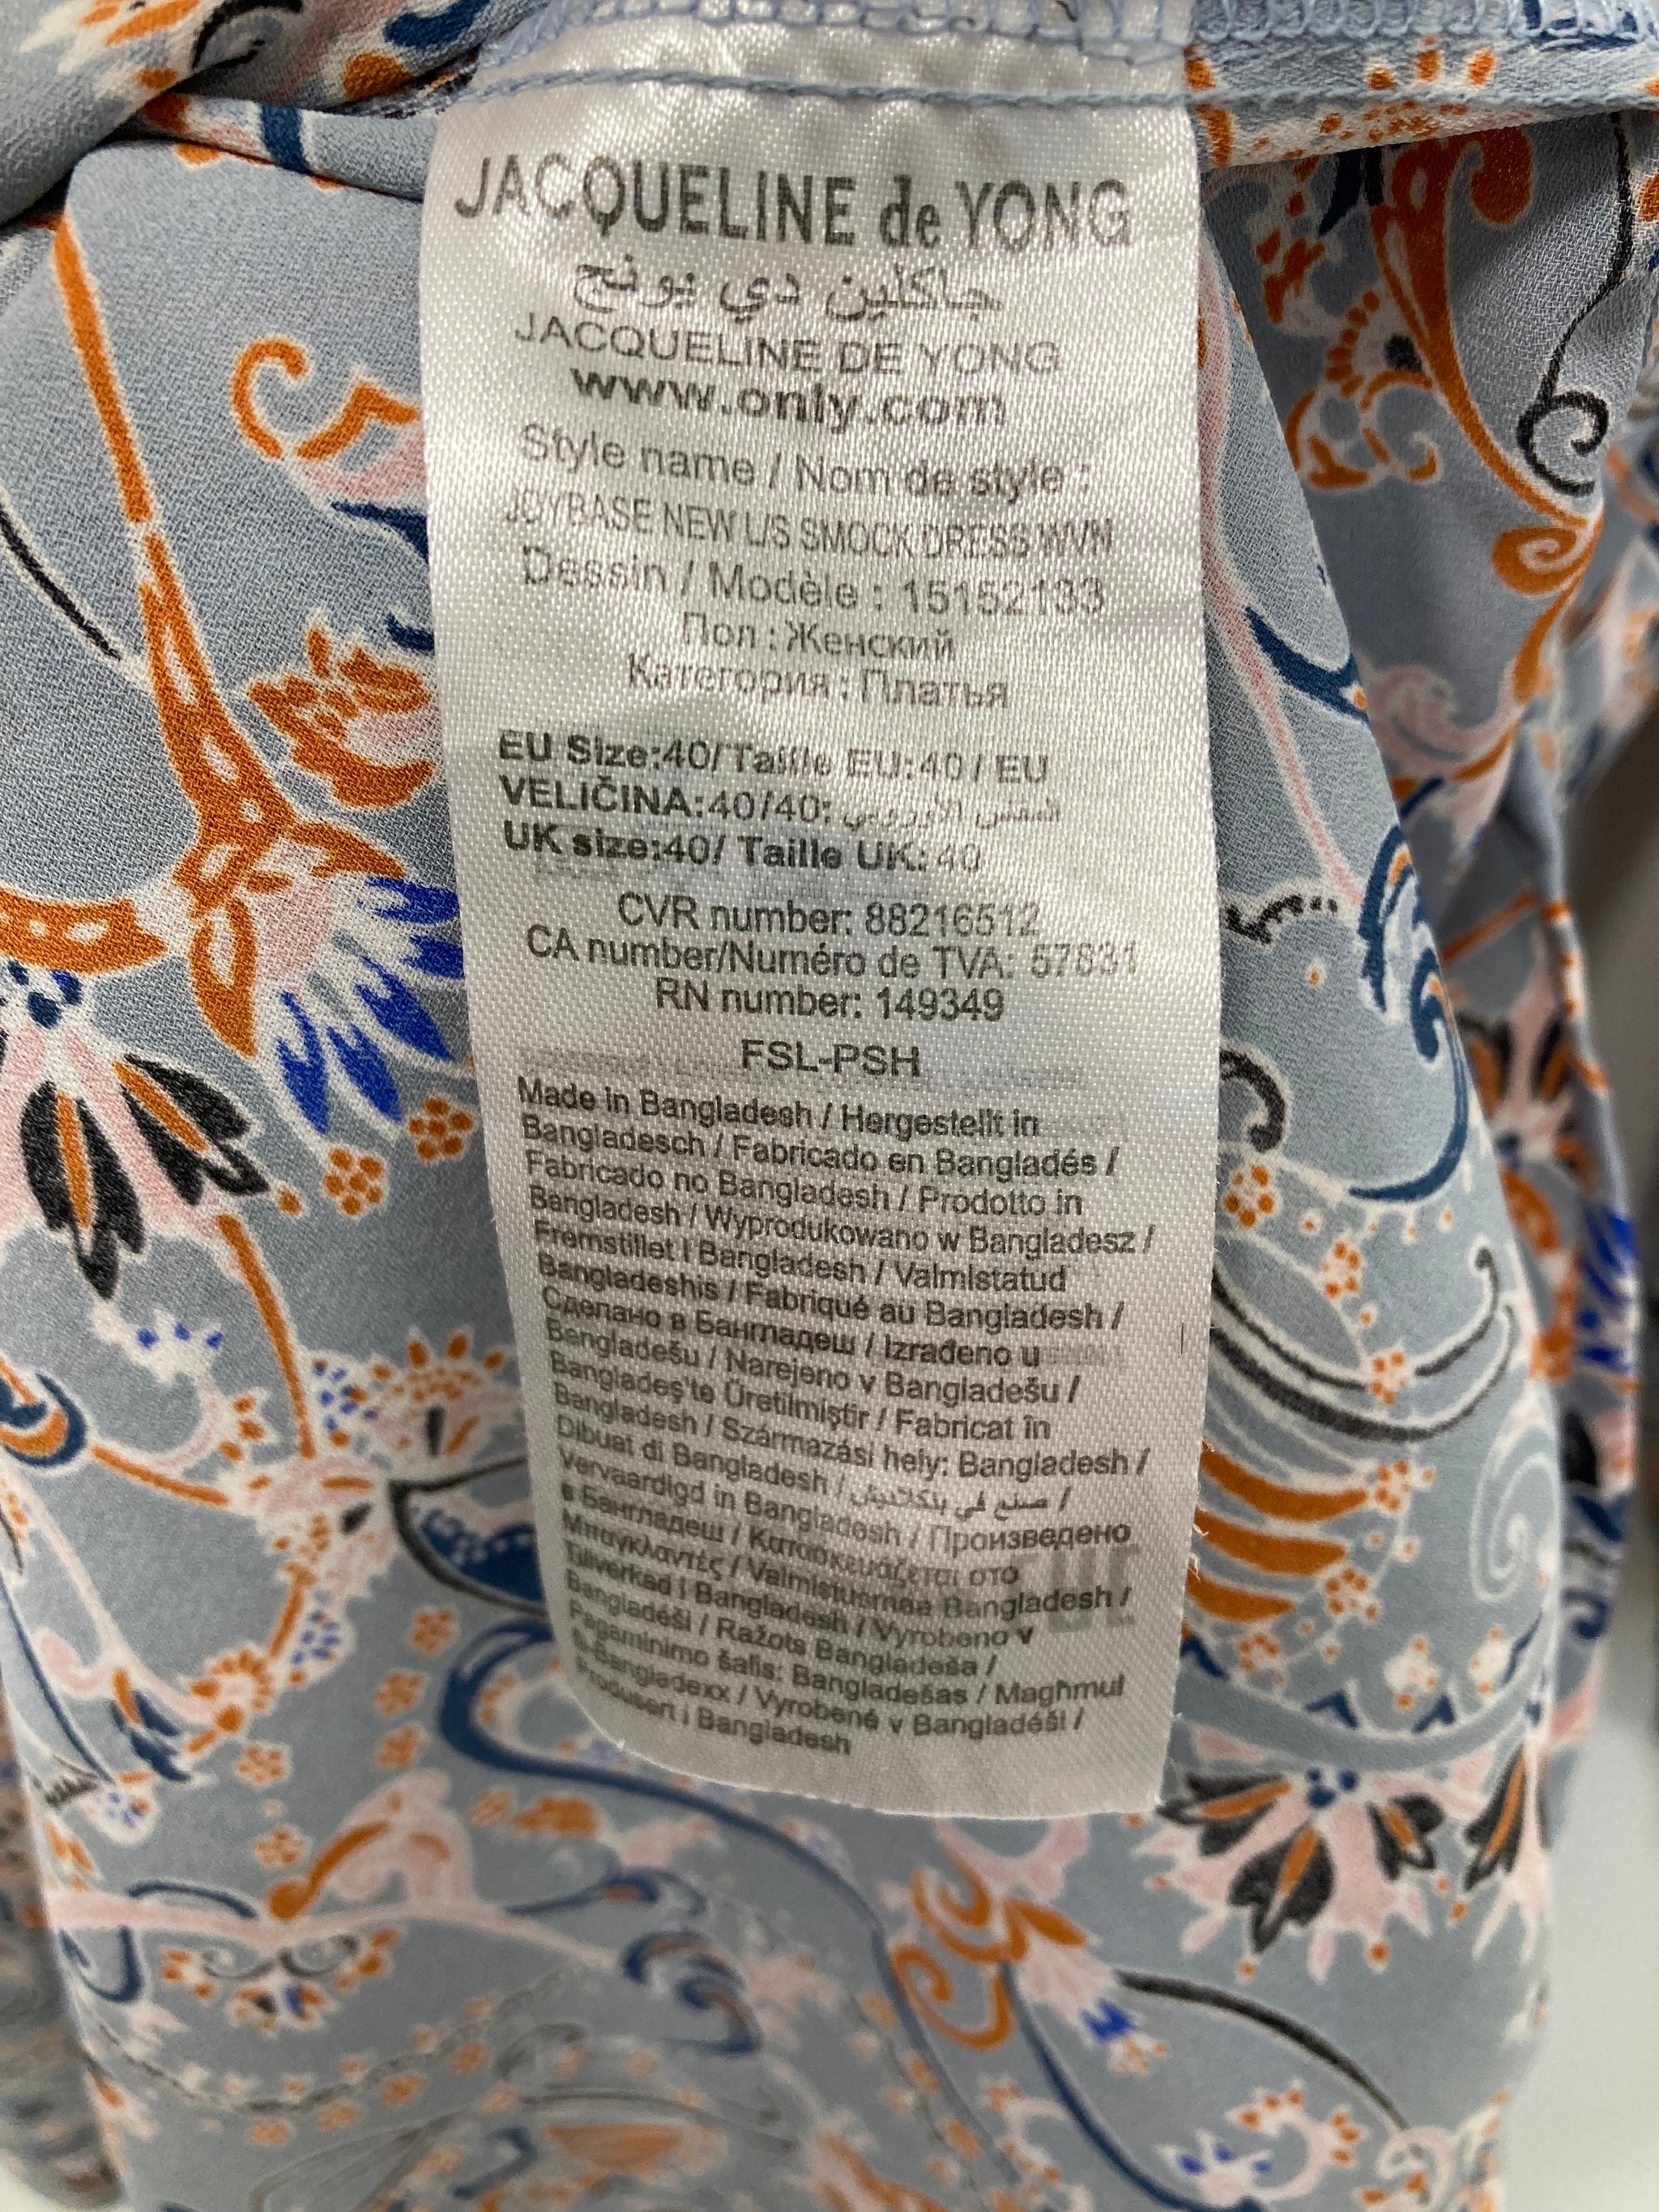 JACQUELINE de YONG
جاكلين دي يونج
JACQUELINE DE YONG
www.only.com
Style name / Nom de style :
JOYBASE NEW L/S SMOCK DRESS WVN
Dessin / Modèle : 15152133
Пол : Женский
Категория : Платья
EU Size:40/Taille EU:40/ EU
VELIČINA:40/40: الأوروبي
UK size:40/ Taille UK: 40
CVR number: 88216512
CA number/Numéro de TVA: 57831
RN number: 149349
FSL-PSH
Made in Bangladesh / Hergestellt in
Bangladesch / Fabricado en Bangladés /
Fabricado no Bangladesh / Prodotto in
Bangladesh / Wyprodukowano w Bangladesz /
Fremstillet i Bangladesh / Valmistatud
Bangladeshis / Fabriqué au Bangladesh /
Сделано в Бангладеш / Izrađeno u
Bangladešu / Narejeno v Bangladešu /
Bangladeş'te Üretilmiştir / Fabricat în
Bangladesh / Származási hely: Bangladesh /
Dibuat di Bangladesh / صنع في /
Vervaardigd in Bangladesh / Произведено
в Бангладеш / Κατασκευάζεται στο
Μπαγκλαντές / Valmistusmaa Bangladesh /
Tillverkad i Bangladesh / Vyrobeno v
Bangladéši / Ražots Bangladeša /
Pagaminimo šalis: Bangladešas / Magħmul
fi-Bangladexx / Vyrobené v Bangladéši /
Produsert i Bangladesh